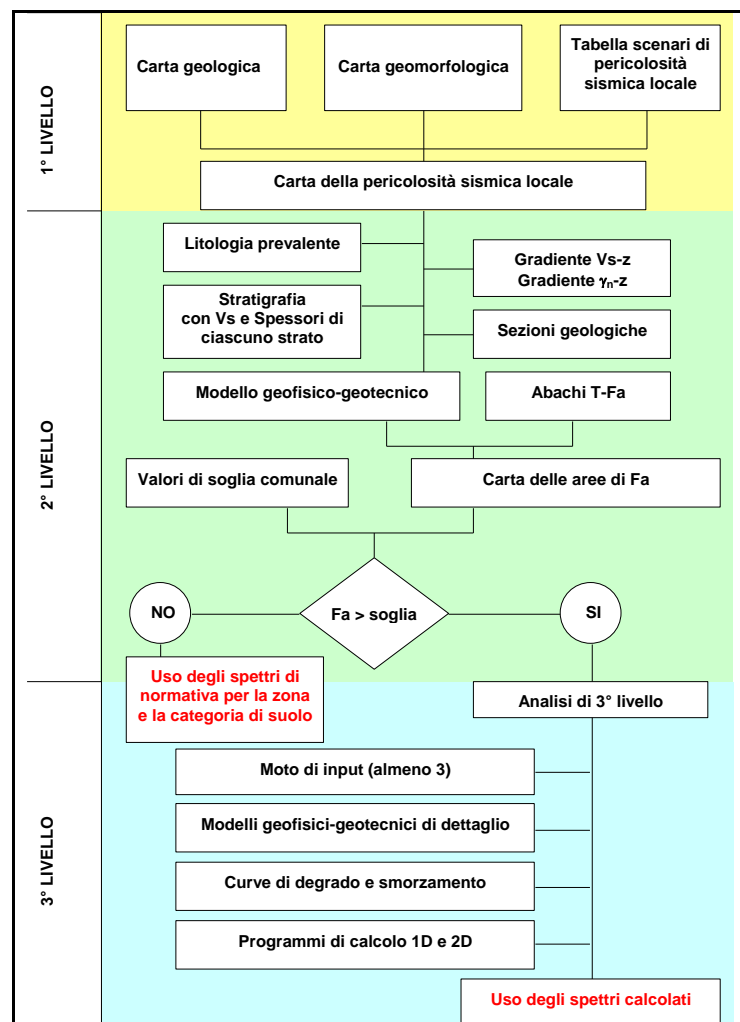 1° LIVELLO
Carta geologica
Carta geomorfologica
Tabella scenari di
pericolosità
sismica locale
Carta della pericolosità sismica locale
2° LIVELLO
Litologia prevalente
Gradiente Vs-z
Gradiente γn-z
Stratigrafia
con Vs e Spessori di
ciascuno strato
Sezioni geologiche
Modello geofisico-geotecnico
Abachi T-Fa
Valori di soglia comunale
Carta delle aree di Fa
NO
Fa > soglia
SI
Uso degli spettri di
normativa per la zona
e la categoria di suolo
3° LIVELLO
Analisi di 3° livello
Moto di input (almeno 3)
Modelli geofisici-geotecnici di dettaglio
Curve di degrado e smorzamento
Programmi di calcolo 1D e 2D
Uso degli spettri calcolati